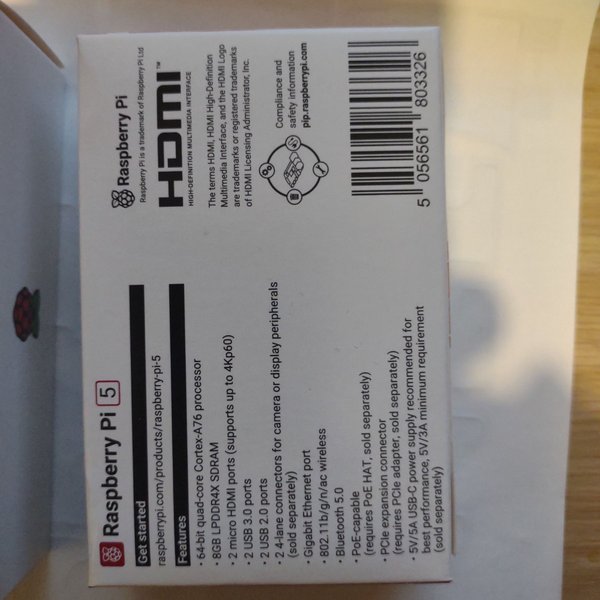 Raspberry Pi 5
Get started
raspberrypi.com/products/raspberry-pi-5
Features
• 64-bit quad-core Cortex-A76 processor
• 8GB LPDDR4X SDRAM
• 2 micro HDMI ports (supports up to 4Kp60)
• 2 USB 3.0 ports
• 2 USB 2.0 ports
• 2 4-lane connectors for camera or display peripherals
(sold separately)
• Gigabit Ethernet port
• 802.11b/g/n/ac wireless
• Bluetooth 5.0
• PoE-capable
(requires PoE HAT, sold separately)
• PCIe expansion connector
(requires PCIe adapter, sold separately)
• 5V/5A USB-C power supply recommended for
best performance, 5V/3A minimum requirement
(sold separately)
Raspberry Pi
Raspberry Pi is a trademark of Raspberry Pi Ltd
HDMI™
HIGH-DEFINITION MULTIMEDIA INTERFACE
The terms HDMI, HDMI High-Definition
Multimedia Interface, and the HDMI Logo
are trademarks or registered trademarks
of HDMI Licensing Administrator, Inc.
Compliance and
safety information
pip.raspberrypi.com
5 056561 803326